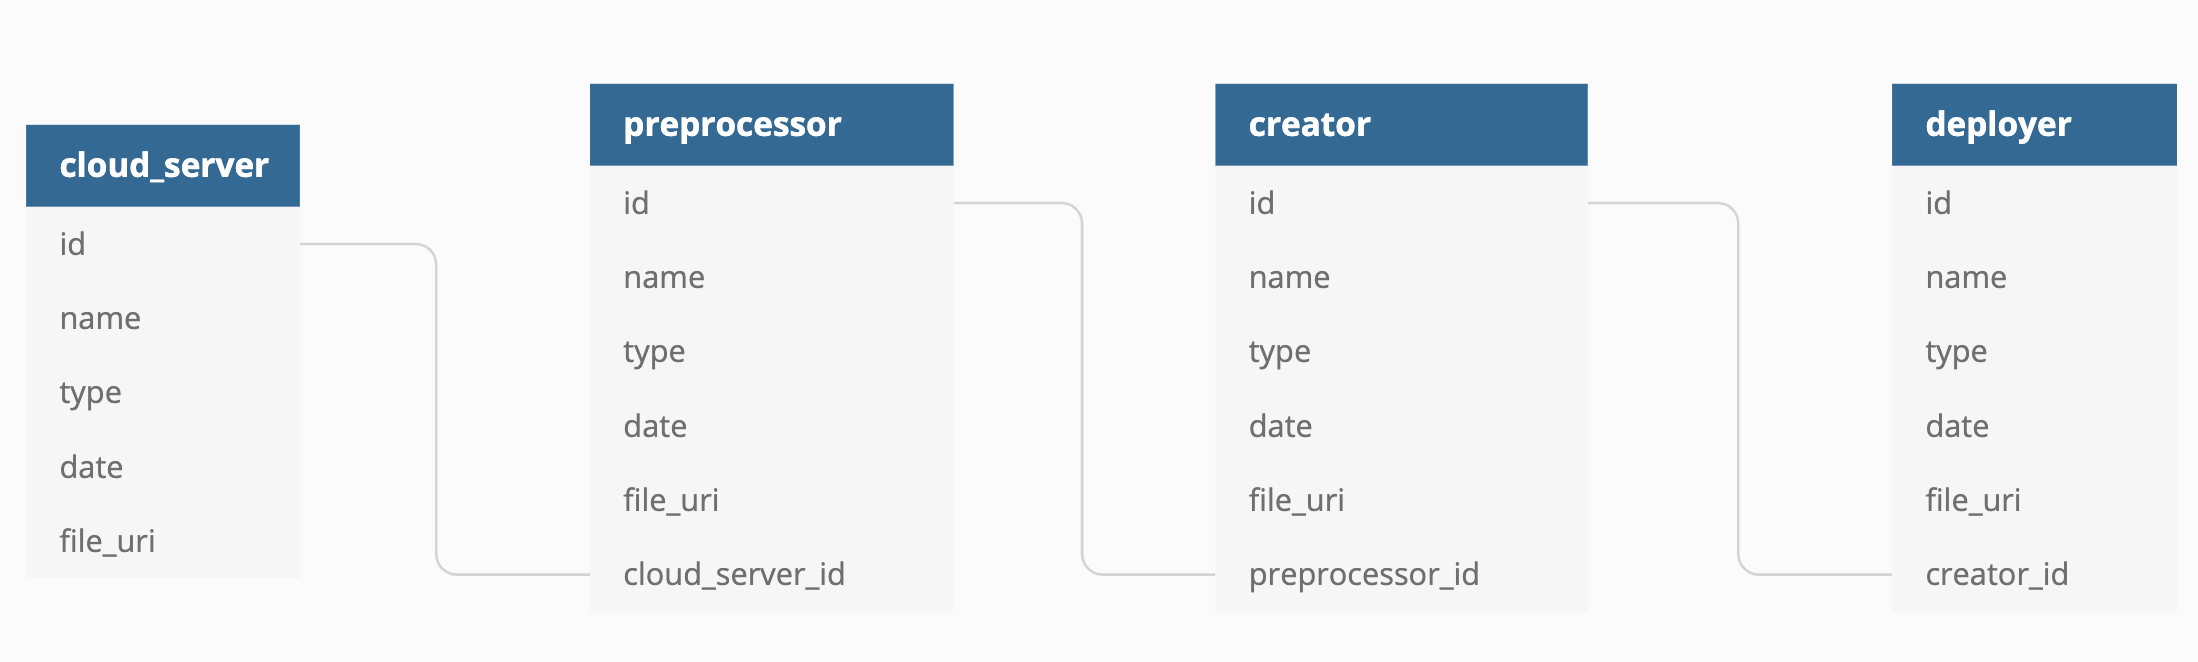 cloud_server
id
name
type
date
file_uri
preprocessor
id
name
type
date
file_uri
cloud_server_id
creator
id
name
type
date
file_uri
preprocessor_id
deployer
id
name
type
date
file_uri
creator_id